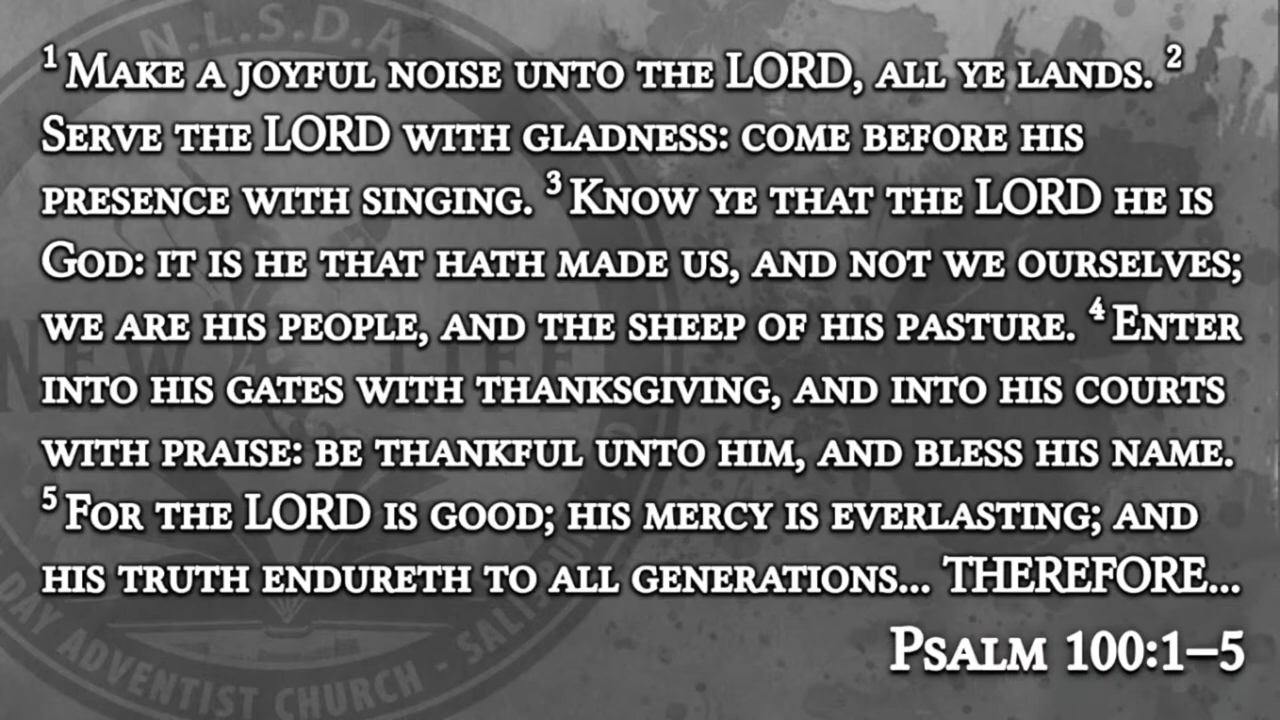 N.L.S.D.A.
¹ Make a joyful noise unto the LORD, all ye lands. ²
Serve the LORD with gladness: come before his
presence with singing. ³ Know ye that the LORD he is
God: it is he that hath made us, and not we ourselves;
we are his people, and the sheep of his pasture. ⁴ Enter
into his gates with thanksgiving, and into his courts
with praise: be thankful unto him, and bless his name.
⁵ For the LORD is good; his mercy is everlasting; and
his truth endureth to all generations... THEREFORE...
Psalm 100:1–5
NEW LIFE
DAY ADVENTIST CHURCH -